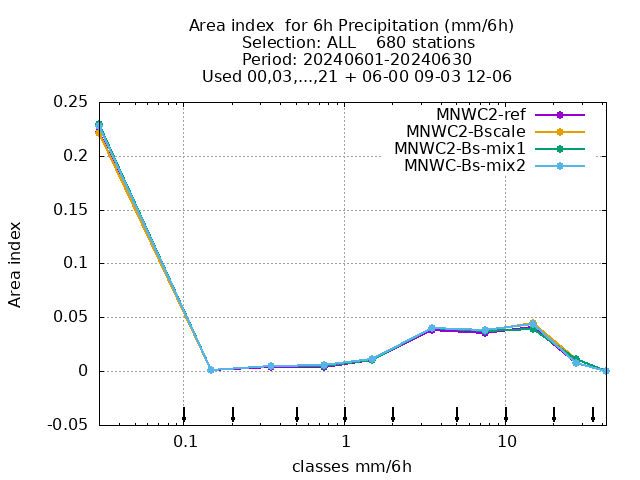 Area index  for 6h Precipitation (mm/6h)
Selection: ALL    680 stations
Period: 20240601-20240630
Used 00,03,...,21 + 06-00 09-03 12-06
MNWC2-ref
MNWC2-Bscale
MNWC2-Bs-mix1
MNWC-Bs-mix2
0.25
0.2
0.15
0.1
0.05
0
-0.05
Area index
0.1 1 10
classes mm/6h